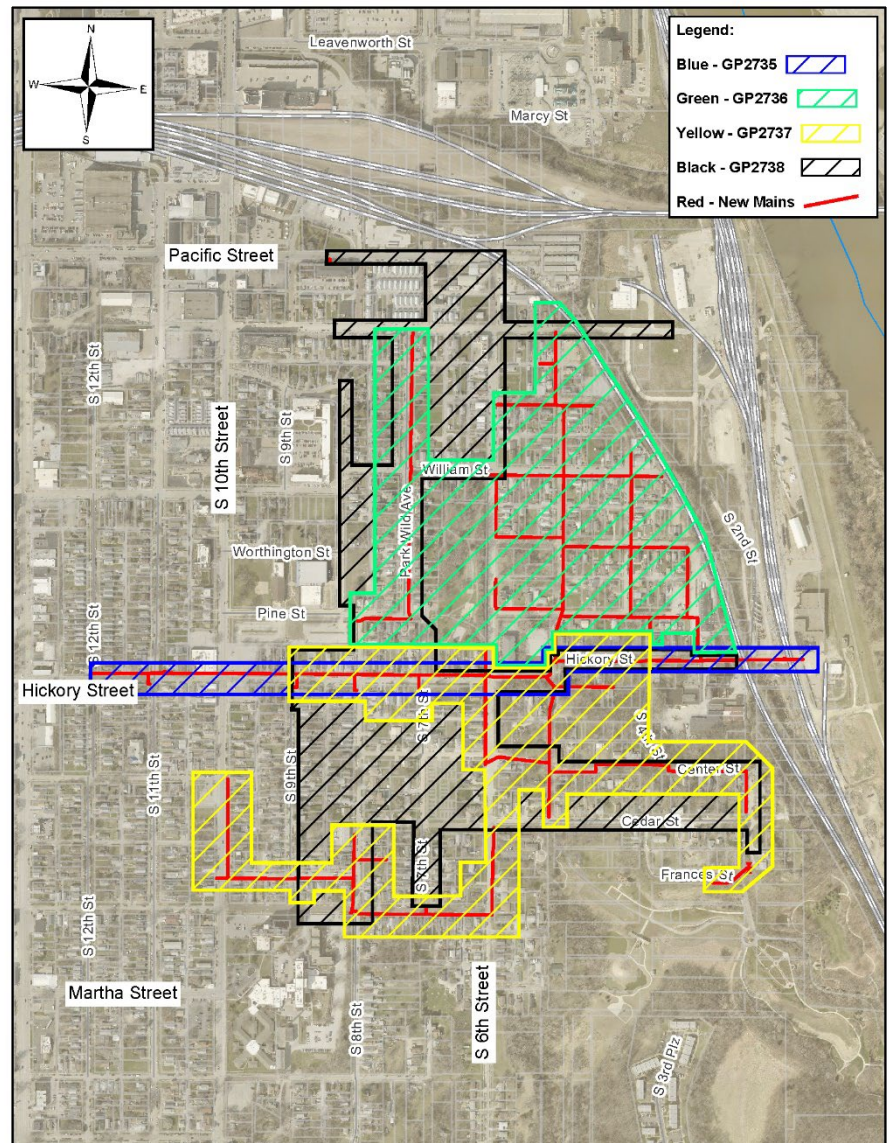 N
W
E
S
Legend:
Blue - GP2735
Green - GP2736
Yellow - GP2737
Black - GP2738
Red - New Mains
Leavenworth St
Marcy St
Pacific Street
S 12th St
S 10th Street
S 9th St
William St
Park Wild Ave
S 2nd St
Worthington St
Pine St
S 12th St
Hickory St
Hickory Street
S 7th St
S 4th St
S 11th St
S 9th St
Center St
Cedar St
S 7th St
Frances St
S 12th St
Martha Street
S 8th St
S 6th Street
S 3rd Plz